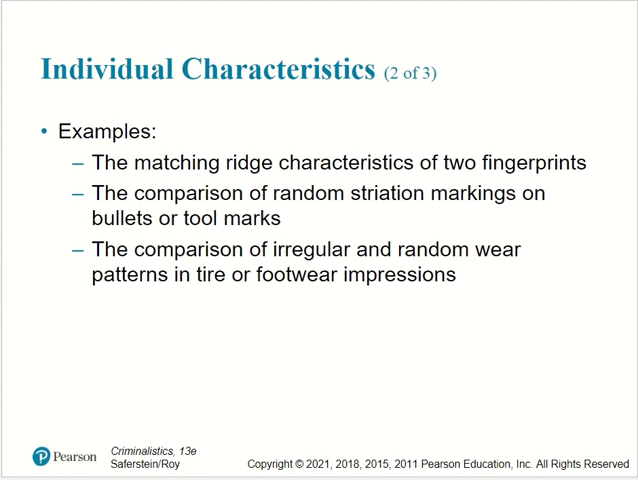 Individual Characteristics (2 of 3)
• Examples:
– The matching ridge characteristics of two fingerprints
– The comparison of random striation markings on
bullets or tool marks
– The comparison of irregular and random wear
patterns in tire or footwear impressions
P Pearson
Criminalistics, 13e
Saferstein/Roy
Copyright © 2021, 2018, 2015, 2011 Pearson Education, Inc. All Rights Reserved